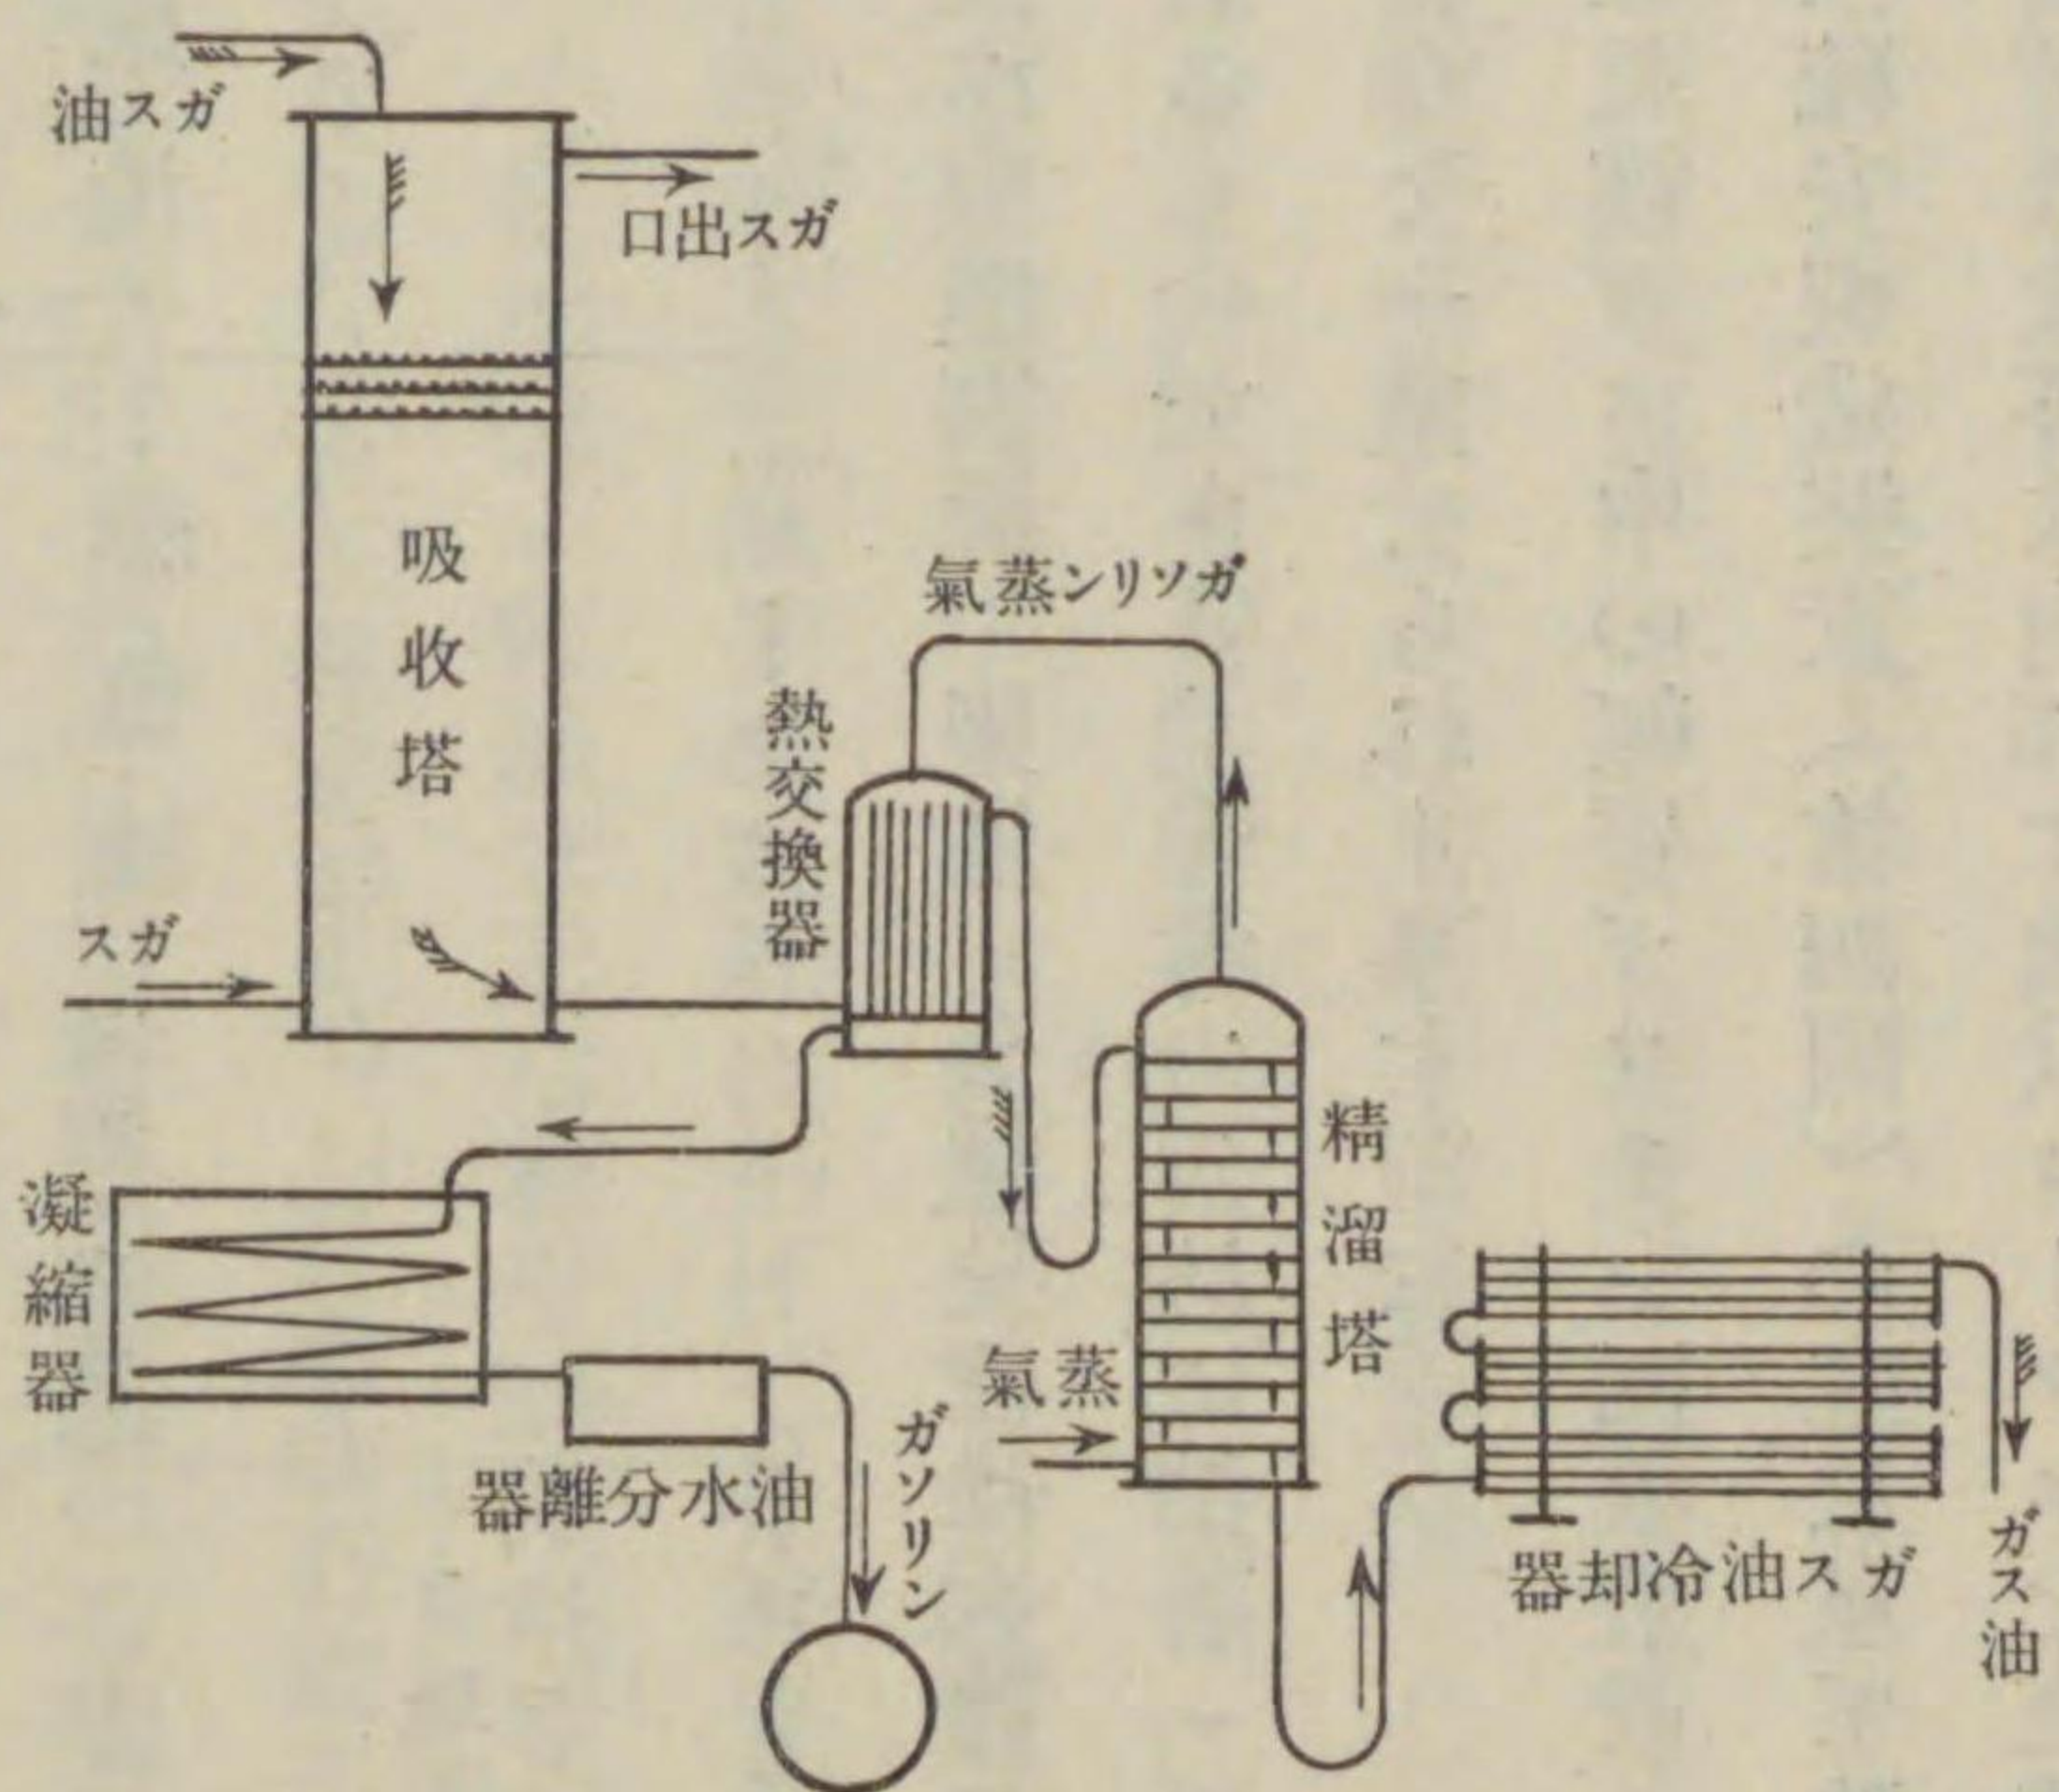 ガス油
ガス出口
吸收塔
ガス
ガソリン蒸氣
熱交換器
精溜塔
凝縮器
蒸氣
油水分離器
ガソリン
ガス油冷却器
ガス油